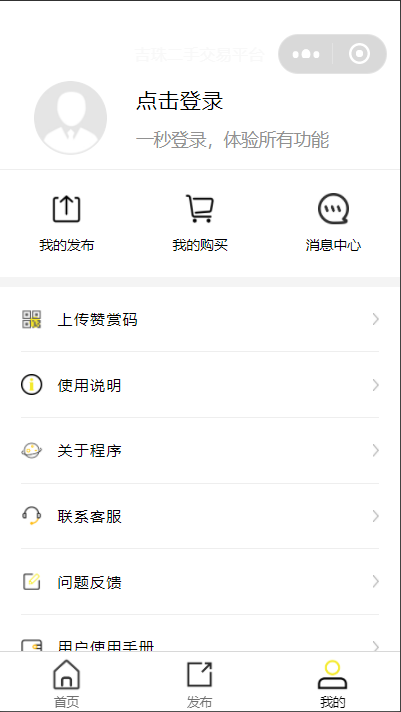 吉珠二手交易平台
点击登录
一秒登录，体验所有功能
我的发布
我的购买
消息中心
上传赞赏码
使用说明
关于程序
联系客服
问题反馈
用户使用手册
首页
发布
我的